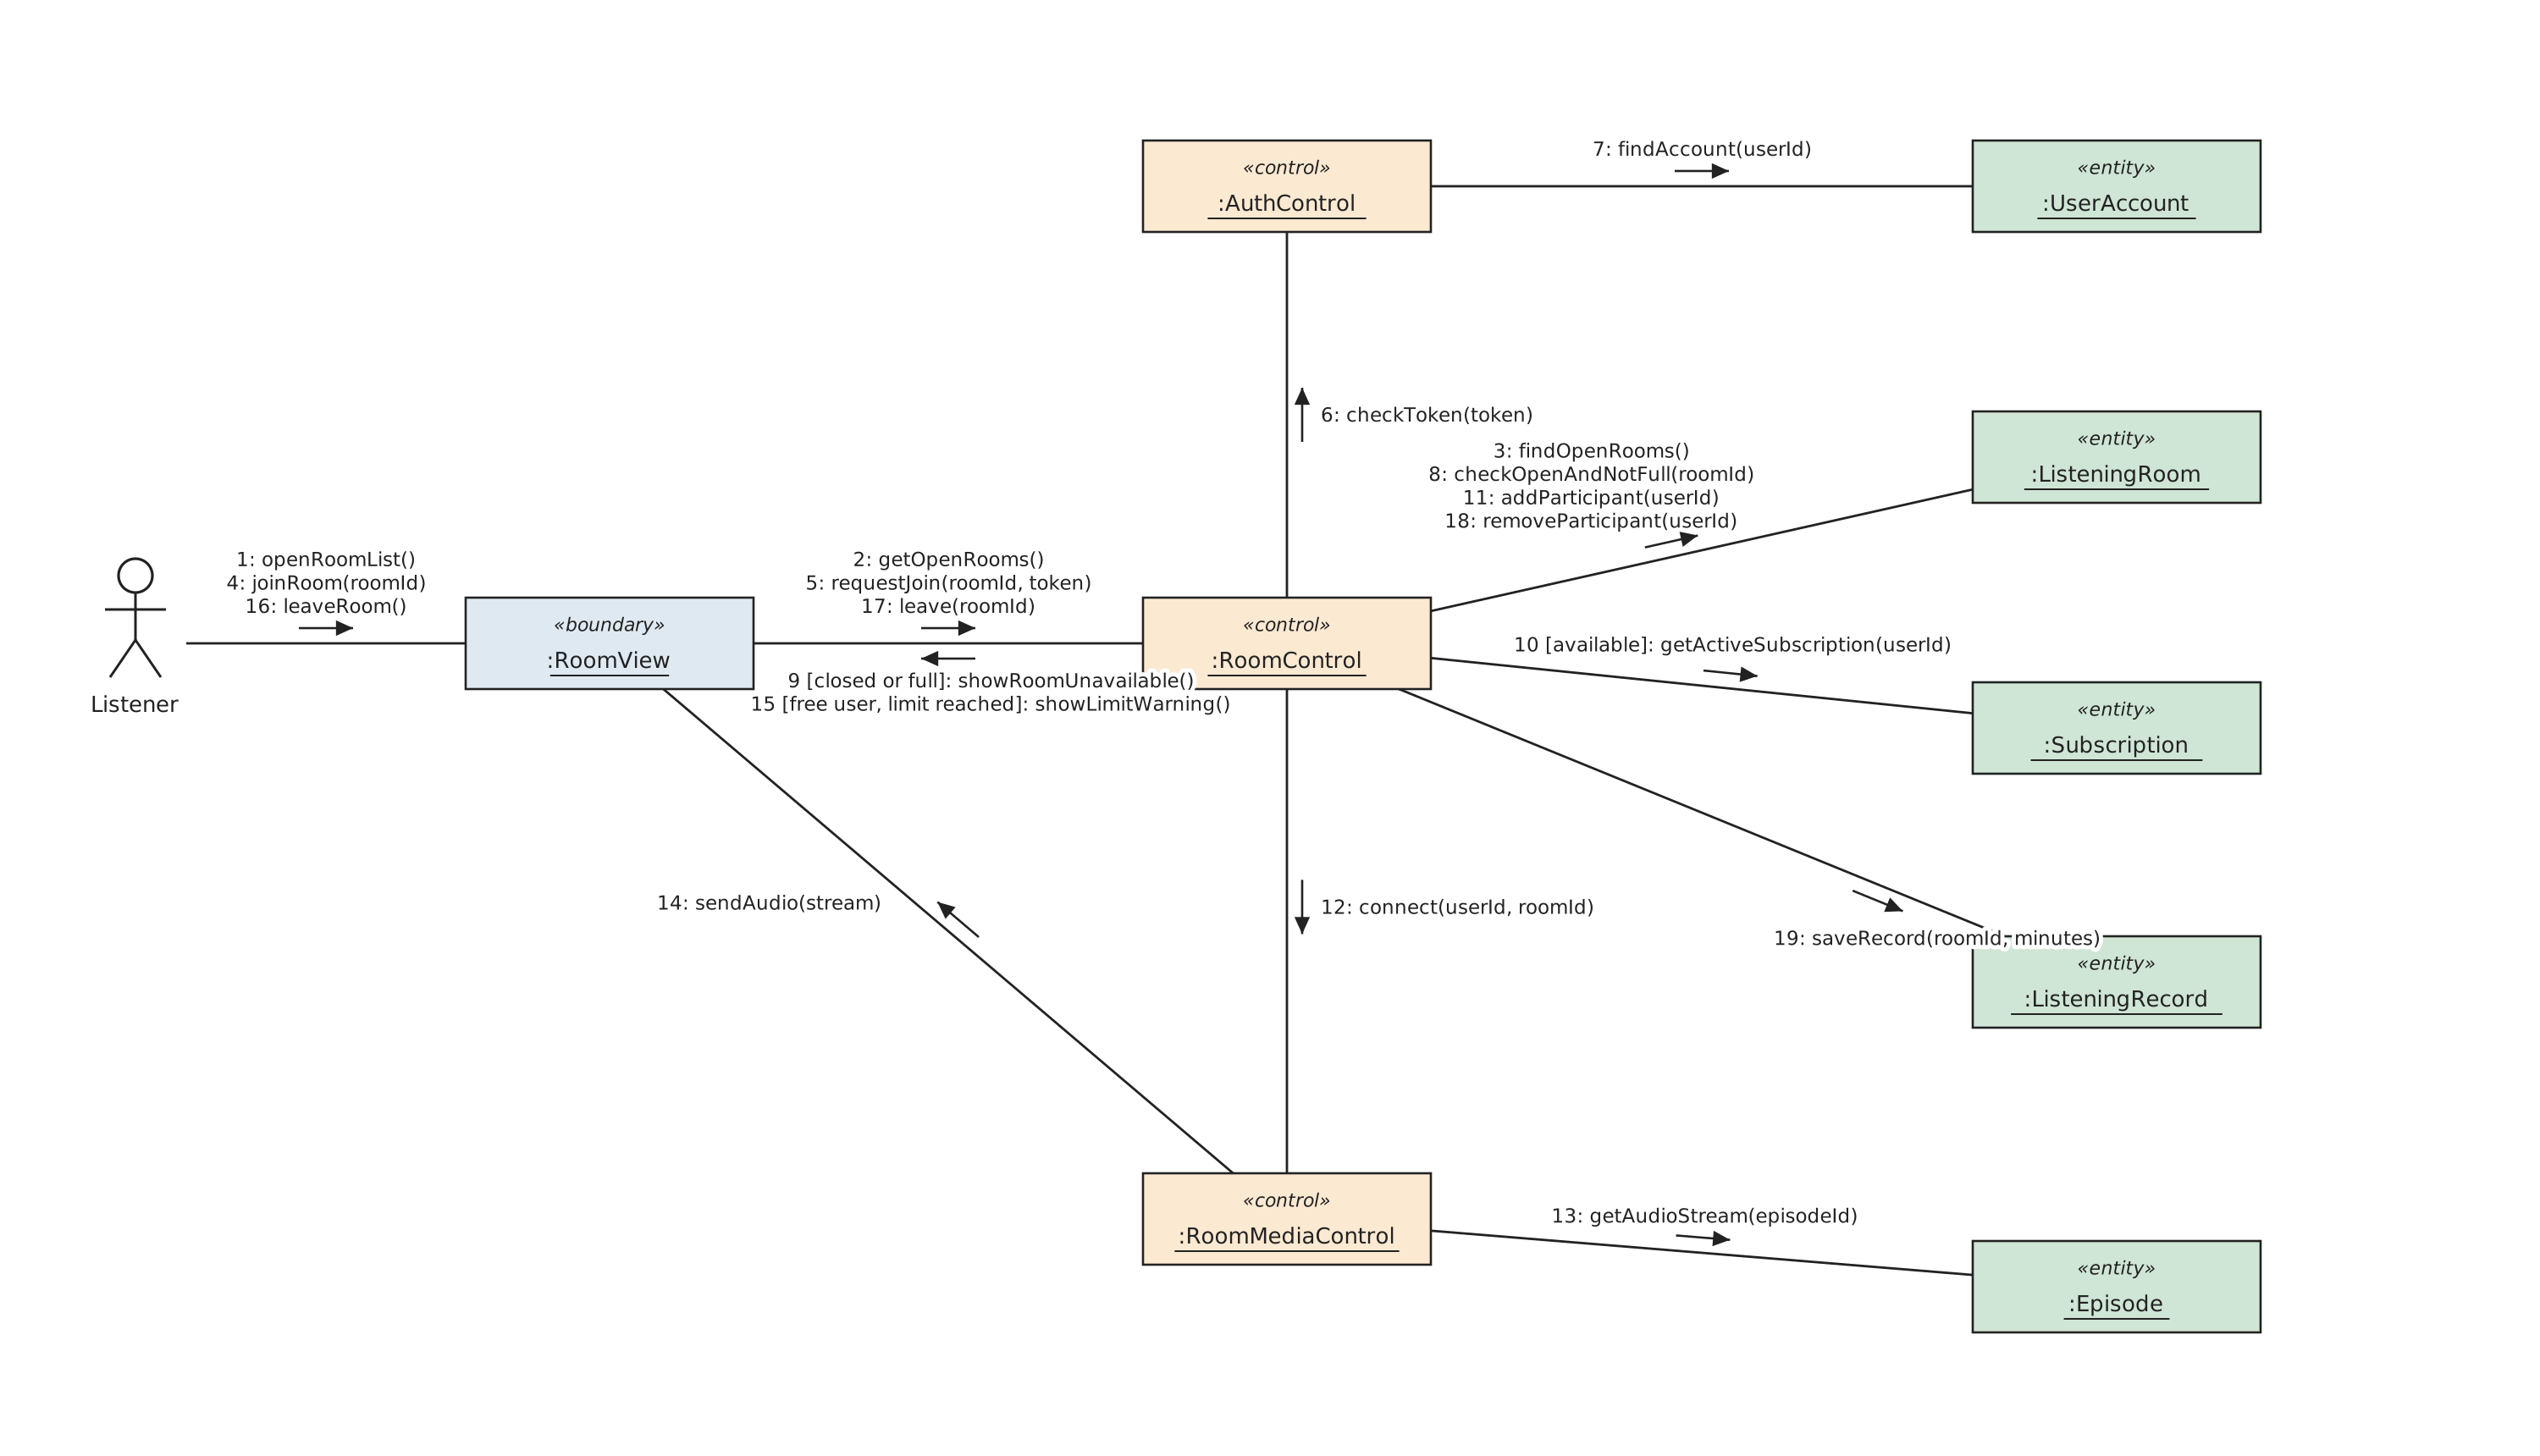 «control»
:AuthControl
7: findAccount(userId)
«entity»
:UserAccount
6: checkToken(token)
3: findOpenRooms()
8: checkOpenAndNotFull(roomId)
11: addParticipant(userId)
18: removeParticipant(userId)
«entity»
:ListeningRoom
Listener
1: openRoomList()
4: joinRoom(roomId)
16: leaveRoom()
«boundary»
:RoomView
2: getOpenRooms()
5: requestJoin(roomId, token)
17: leave(roomId)
9 [closed or full]: showRoomUnavailable()
15 [free user, limit reached]: showLimitWarning()
«control»
:RoomControl
10 [available]: getActiveSubscription(userId)
«entity»
:Subscription
14: sendAudio(stream)
12: connect(userId, roomId)
19: saveRecord(roomId, minutes)
«entity»
:ListeningRecord
«control»
:RoomMediaControl
13: getAudioStream(episodeId)
«entity»
:Episode